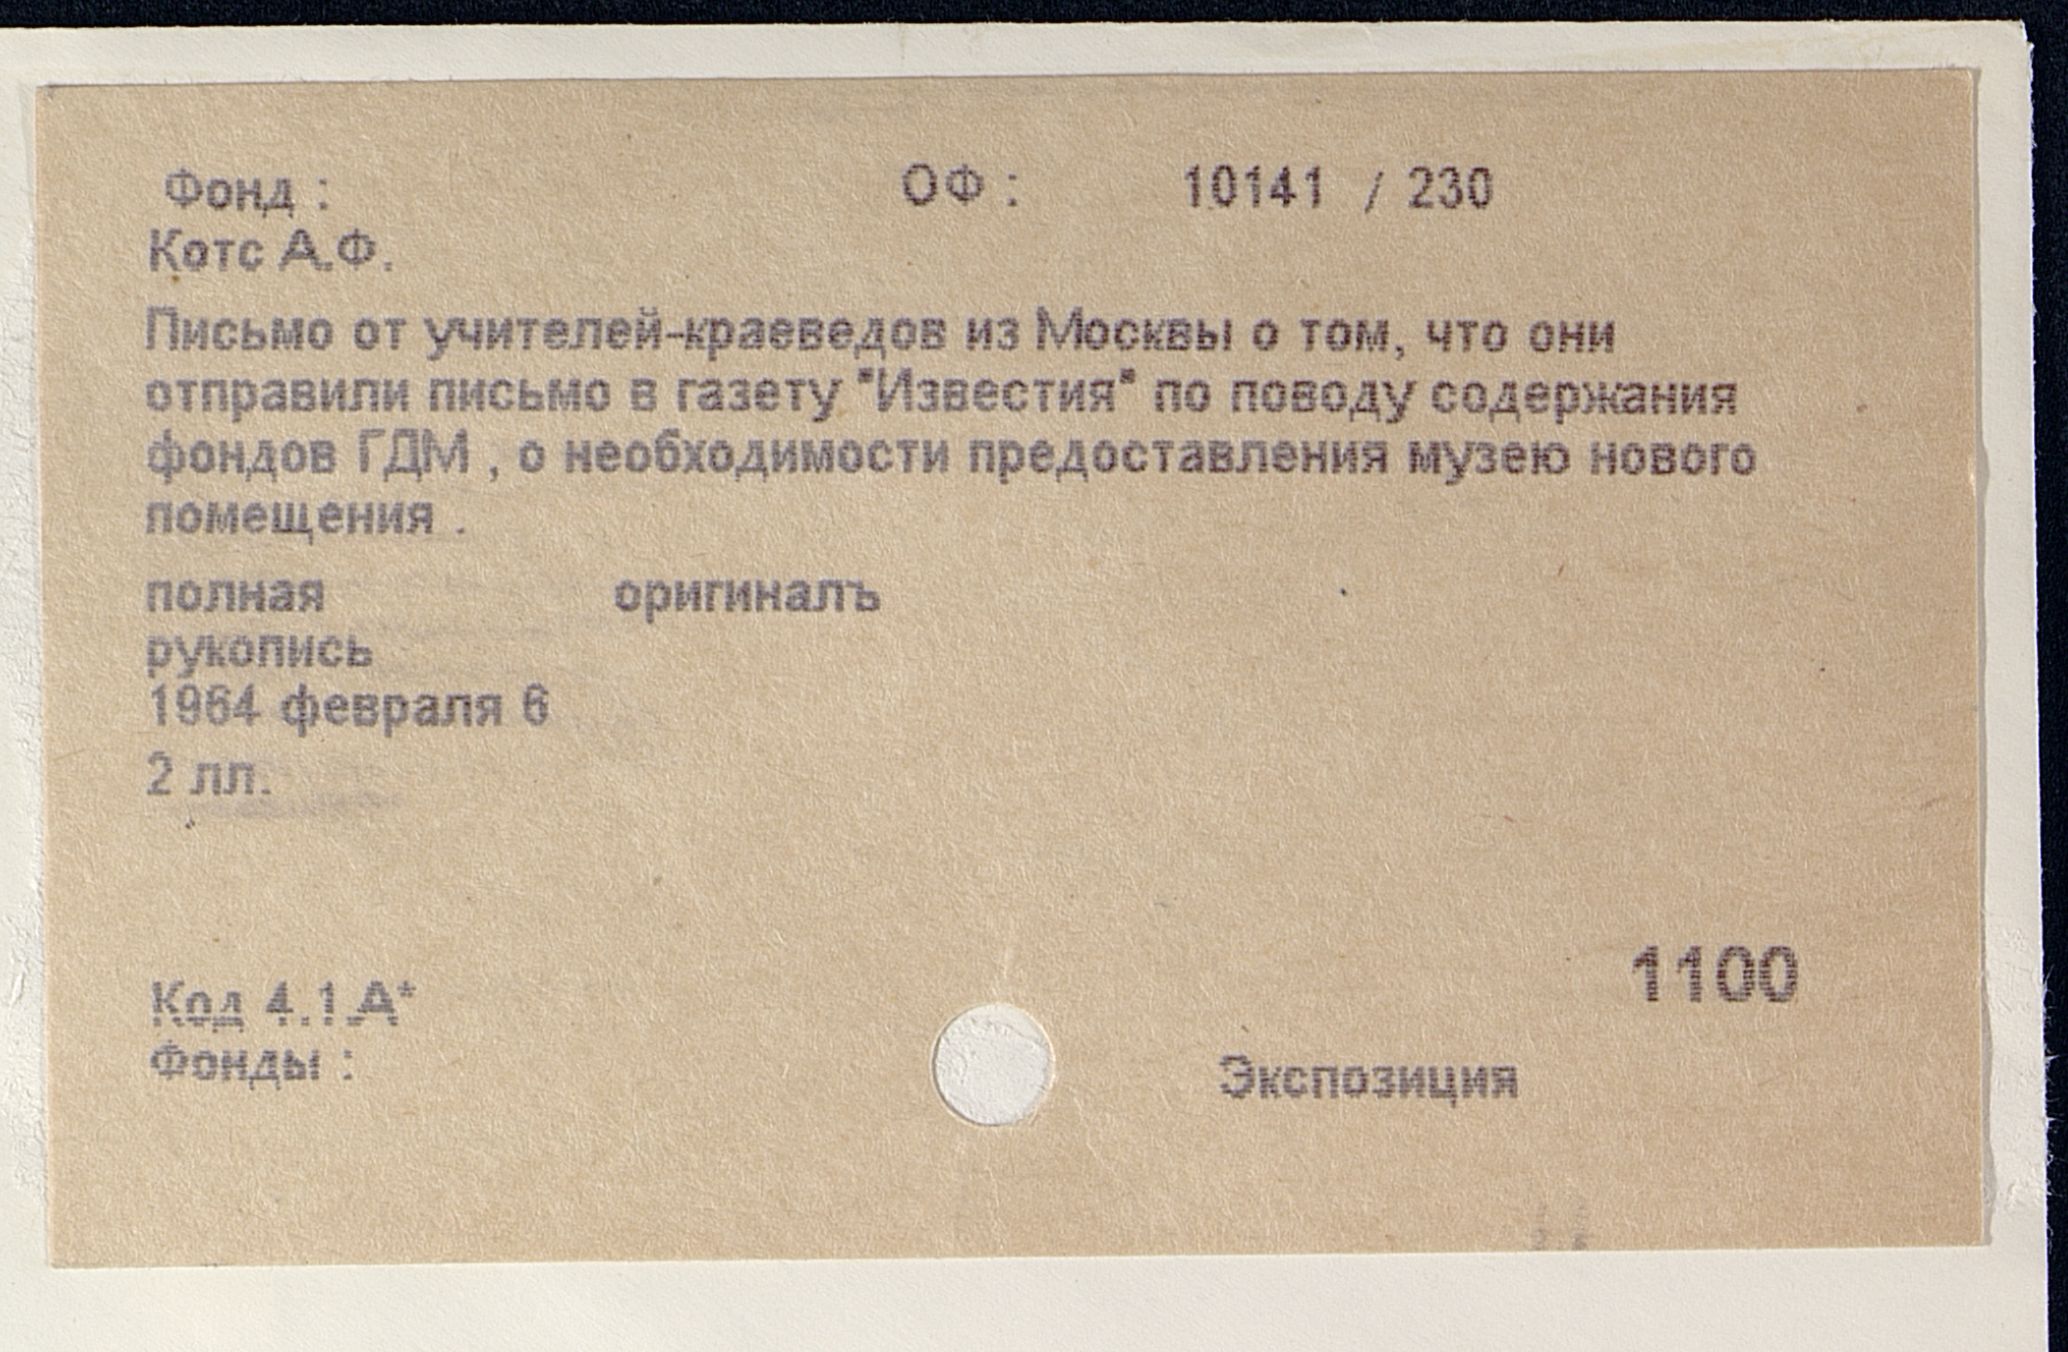 Фонд : ОФ : 10141 / 230
Котс А.Ф.
Письмо от учителей-краеведов из Москвы о том, что они
отправили письмо в газету "Известия" по поводу содержания
фондов ГДМ , о необходимости предоставления музею нового
помещения .
полная оригиналъ
рукопись
1964 февраля 6
2 лл.
1100
Код 4.1.А*
Фонды : Экспозиция